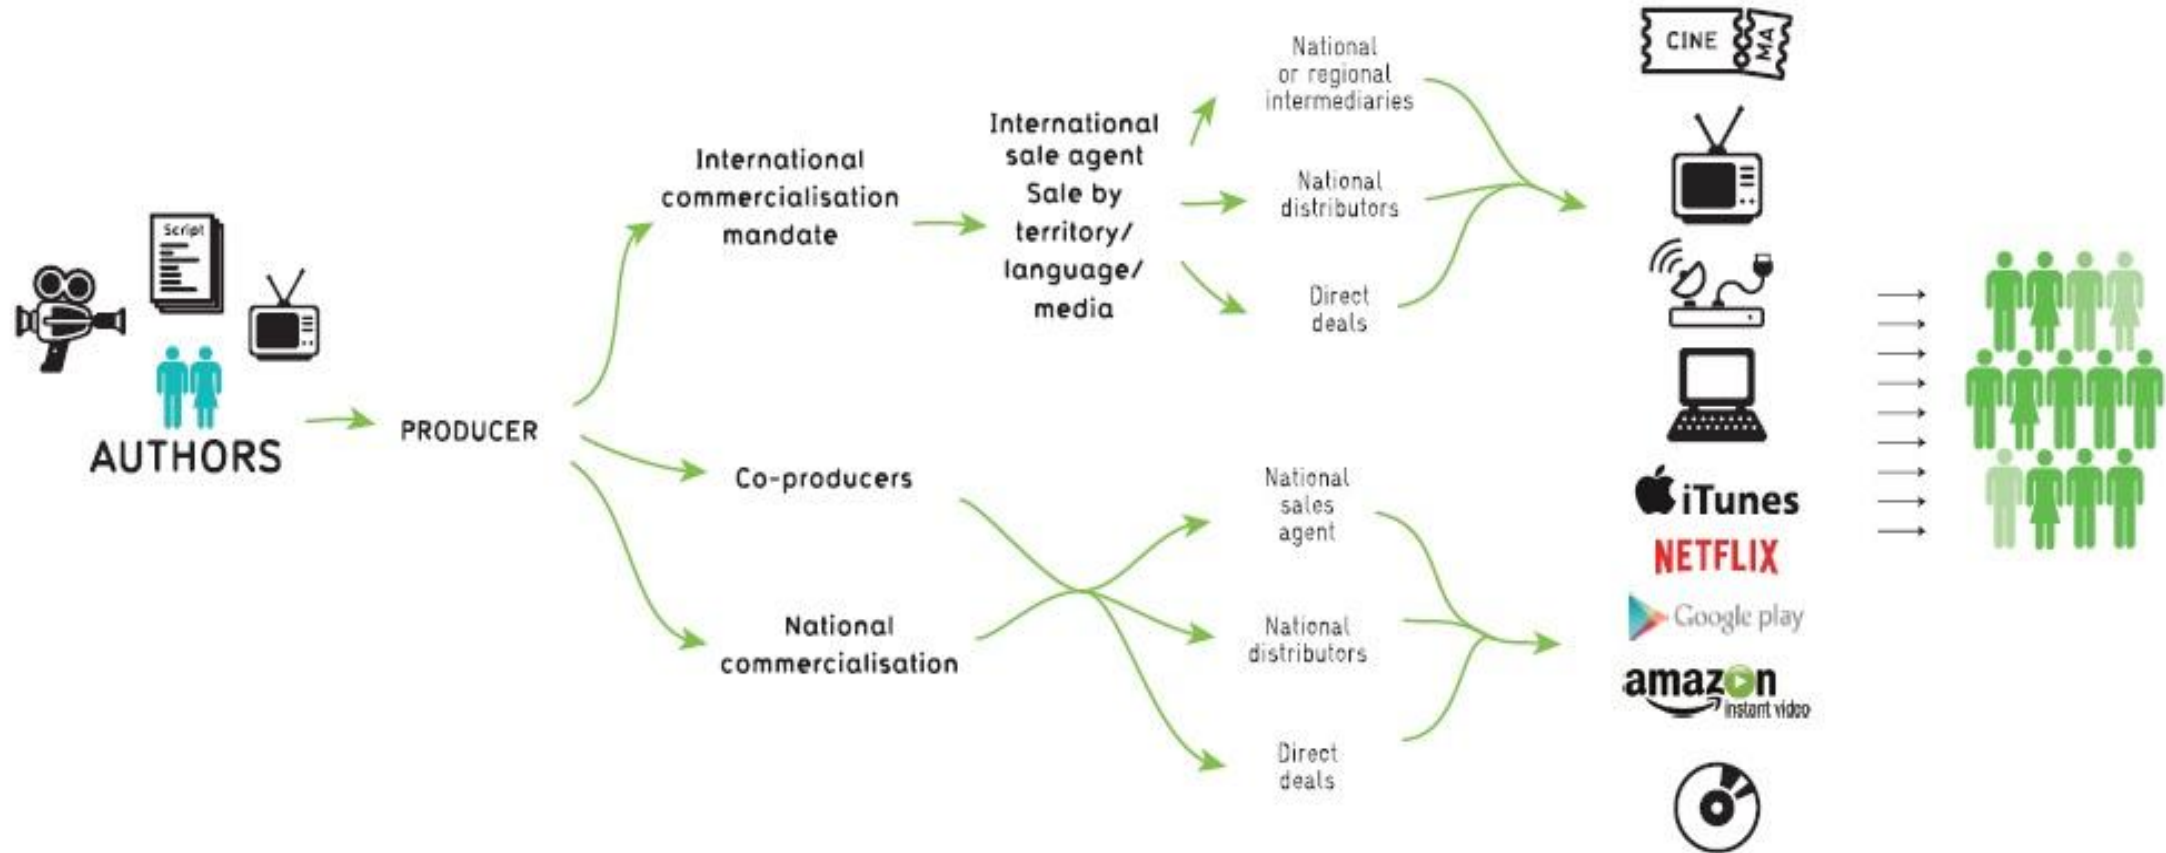 Script
AUTHORS
PRODUCER
International
commercialisation
mandate
Co-producers
National
commercialisation
International
sale agent
Sale by
territory/
language/
media
National
or regional
intermediaries
National
distributors
Direct
deals
National
sales
agent
National
distributors
Direct
deals
CINE
MA
iTunes
NETFLIX
Google play
amazon
instant video